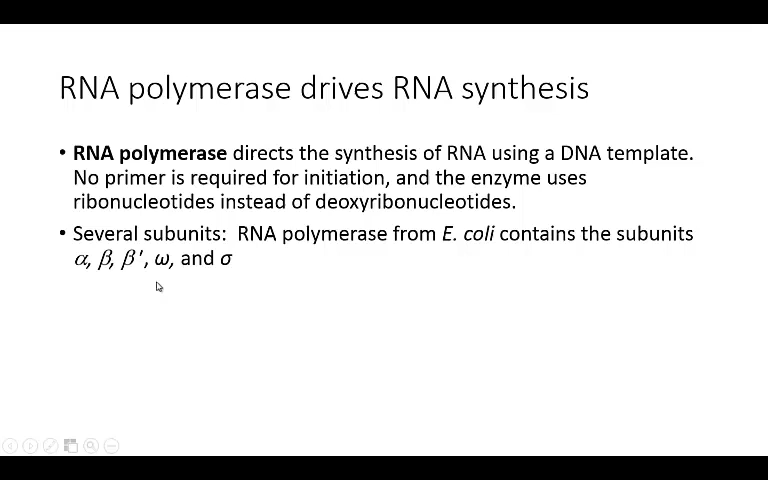 RNA polymerase drives RNA synthesis
• RNA polymerase directs the synthesis of RNA using a DNA template.
No primer is required for initiation, and the enzyme uses
ribonucleotides instead of deoxyribonucleotides.
• Several subunits: RNA polymerase from E. coli contains the subunits
α, β, β', ω, and σ